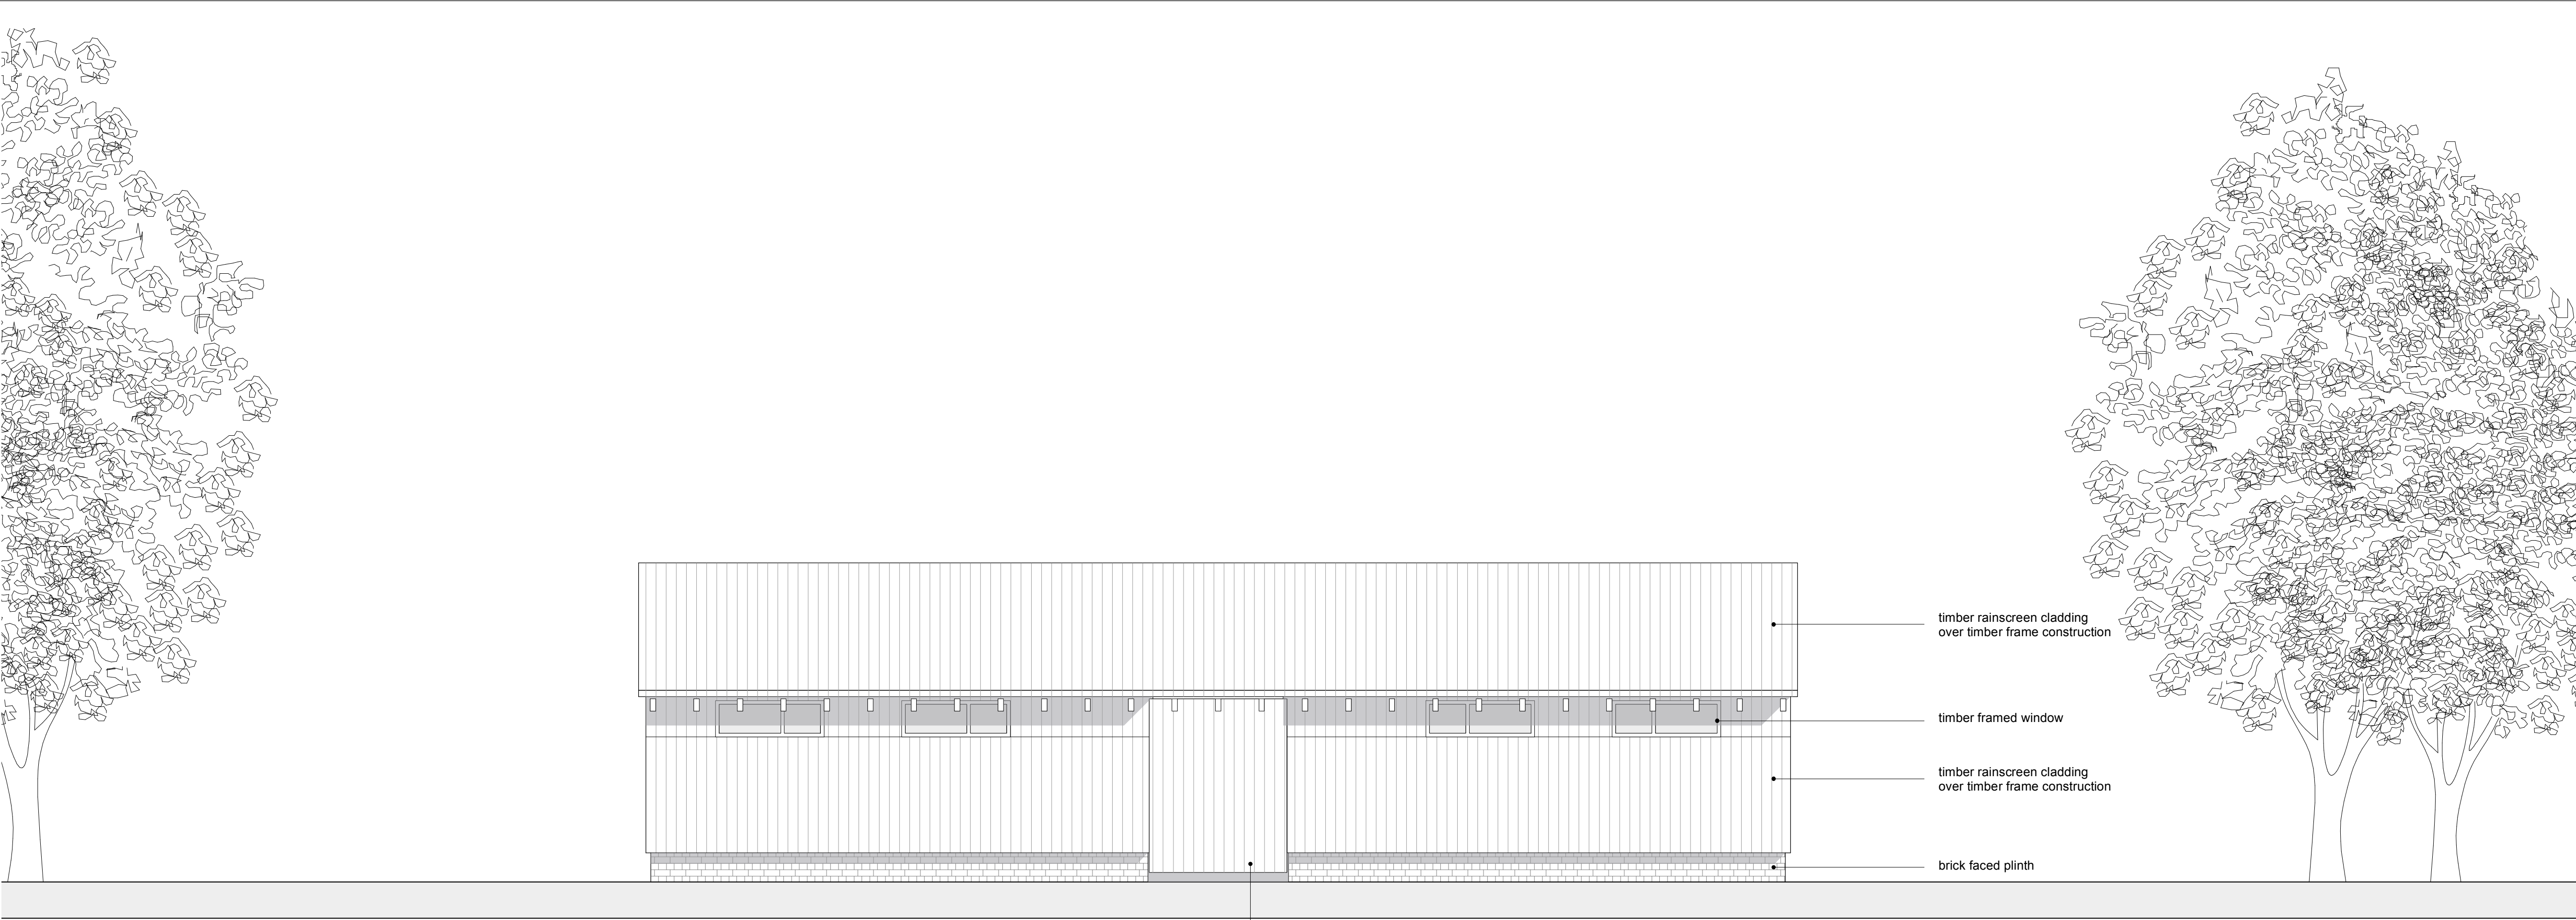 timber rainscreen cladding
over timber frame construction
timber framed window
timber rainscreen cladding
over timber frame construction
brick faced plinth